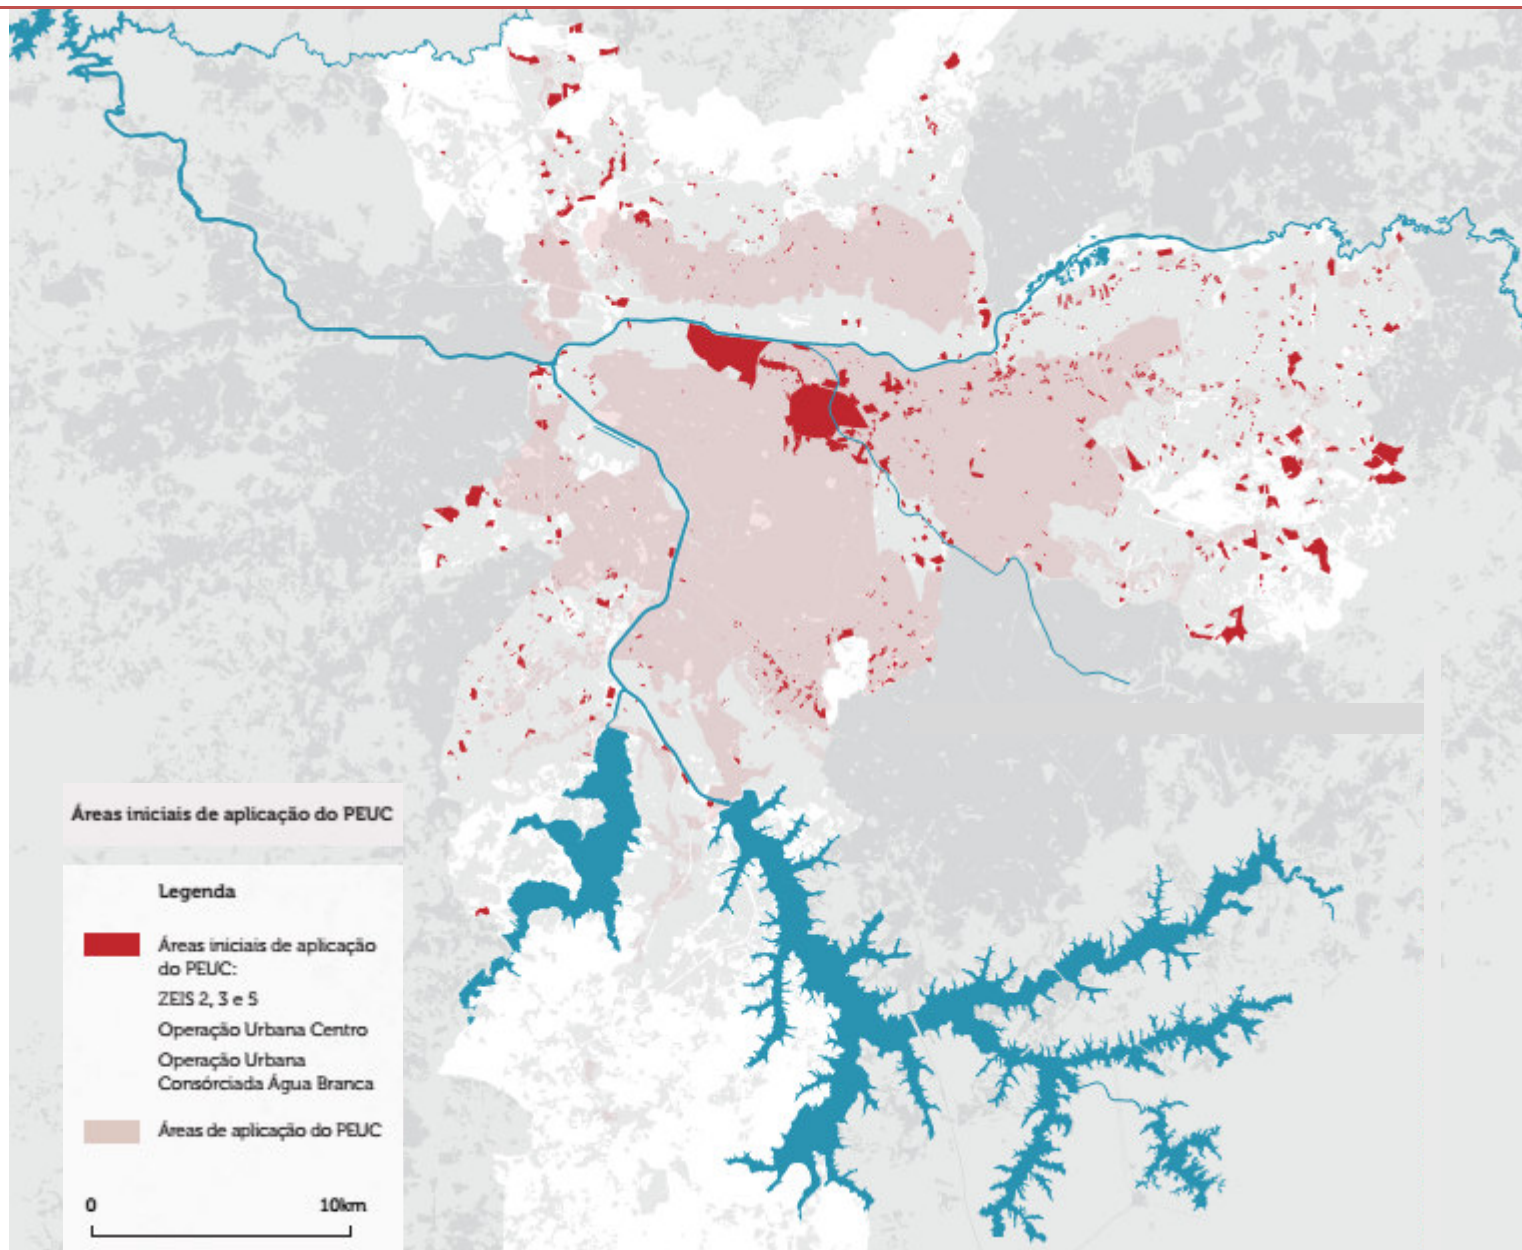 Áreas iniciais de aplicação do PEUC
Legenda
Áreas iniciais de aplicação
do PEUC:
ZEIS 2, 3 e 5
Operação Urbana Centro
Operação Urbana
Consórciada Água Branca
Áreas de aplicação do PEUC
0 10km